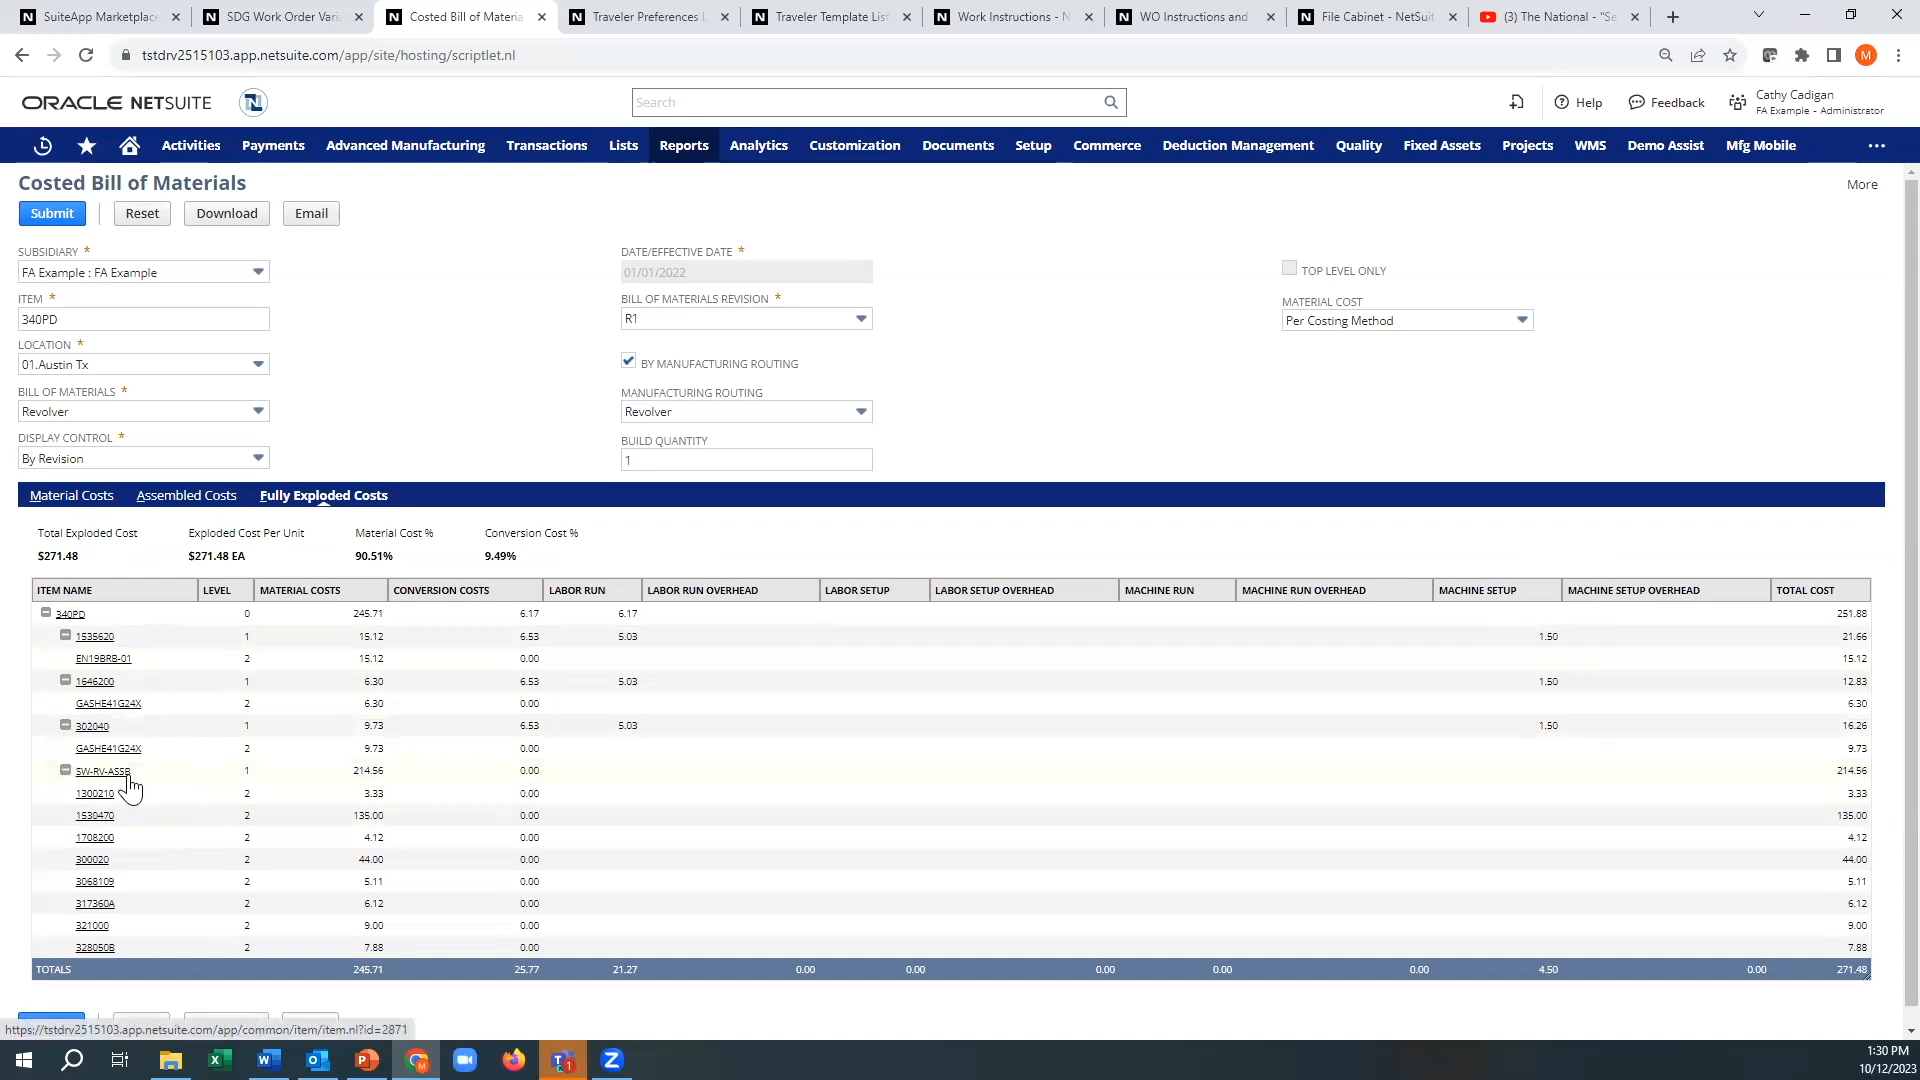 SuiteApp Marketplace
SDG Work Order Varia
Costed Bill of Materia
Traveler Preferences L
Traveler Template List
Work Instructions - N
WO Instructions and
File Cabinet - NetSuit
(3) The National - "Se
tstdrv2515103.app.netsuite.com/app/site/hosting/scriptlet.nl
M
ORACLE NETSUITE
N
Search
Help
Feedback
Cathy Cadigan
FA Example - Administrator
Activities Payments Advanced Manufacturing Transactions Lists Reports Analytics Customization Documents Setup Commerce Deduction Management Quality Fixed Assets Projects WMS Demo Assist Mfg Mobile
Costed Bill of Materials
More
Submit Reset Download Email
SUBSIDIARY *
FA Example : FA Example
ITEM *
340PD
LOCATION *
01.Austin Tx
BILL OF MATERIALS *
Revolver
DISPLAY CONTROL *
By Revision
DATE/EFFECTIVE DATE *
01/01/2022
BILL OF MATERIALS REVISION *
R1
BY MANUFACTURING ROUTING
MANUFACTURING ROUTING
Revolver
BUILD QUANTITY
1
TOP LEVEL ONLY
MATERIAL COST
Per Costing Method
Material Costs Assembled Costs Fully Exploded Costs
Total Exploded Cost Exploded Cost Per Unit Material Cost % Conversion Cost %
$271.48 $271.48 EA 90.51% 9.49%
ITEM NAME LEVEL MATERIAL COSTS CONVERSION COSTS LABOR RUN LABOR RUN OVERHEAD LABOR SETUP LABOR SETUP OVERHEAD MACHINE RUN MACHINE RUN OVERHEAD MACHINE SETUP MACHINE SETUP OVERHEAD TOTAL COST
340PD 0 245.71 6.17 6.17 251.88
1535620 1 15.12 6.53 5.03 1.50 21.66
EN19BRB-01 2 15.12 0.00 15.12
1646200 1 6.30 6.53 5.03 1.50 12.83
GASHE41G24X 2 6.30 0.00 6.30
302040 1 9.73 6.53 5.03 1.50 16.26
GASHE41G24X 2 9.73 0.00 9.73
SW-RV-ASSB 1 214.56 0.00 214.56
1300210 2 3.33 0.00 3.33
1530470 2 135.00 0.00 135.00
1708200 2 4.12 0.00 4.12
300020 2 44.00 0.00 44.00
3068109 2 5.11 0.00 5.11
317360A 2 6.12 0.00 6.12
321000 2 9.00 0.00 9.00
328050B 2 7.88 0.00 7.88
TOTALS 245.71 25.77 21.27 0.00 0.00 0.00 0.00 0.00 4.50 0.00 271.48
https://tstdrv2515103.app.netsuite.com/app/common/item/item.nl?id=2871
1:30 PM
10/12/2023